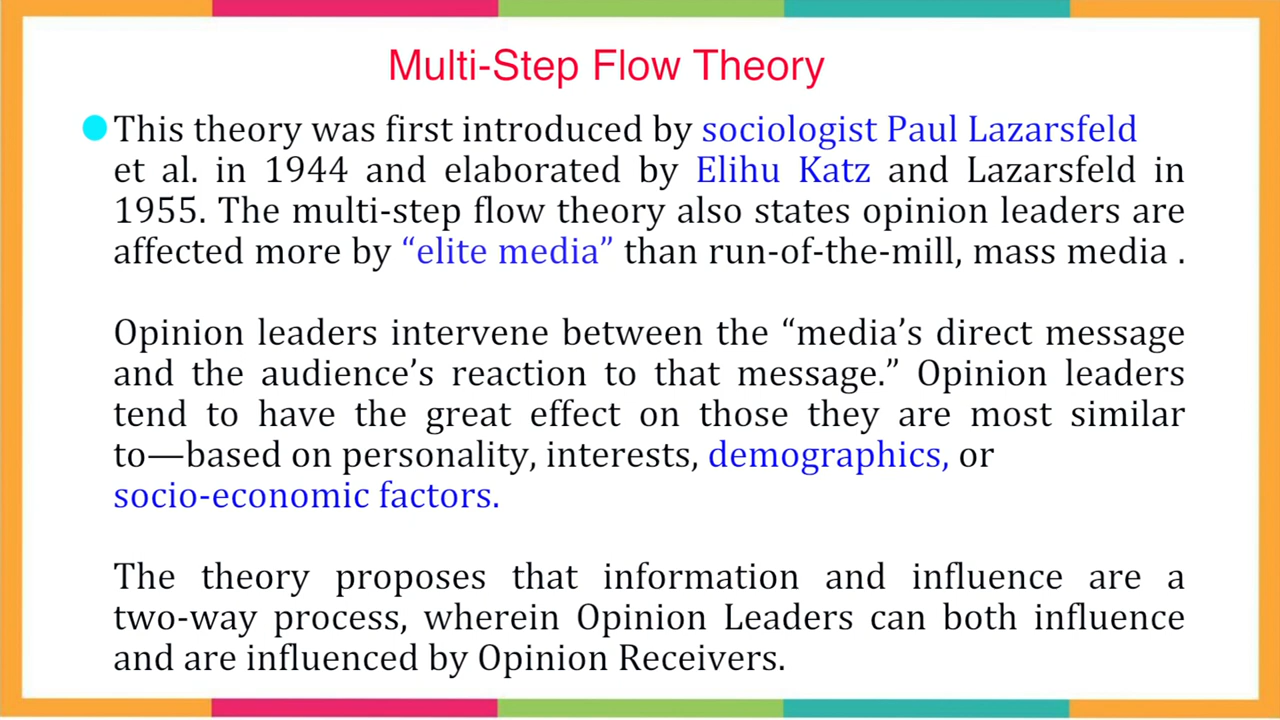 Multi-Step Flow Theory
This theory was first introduced by sociologist Paul Lazarsfeld
et al. in 1944 and elaborated by Elihu Katz and Lazarsfeld in
1955. The multi-step flow theory also states opinion leaders are
affected more by “elite media” than run-of-the-mill, mass media .
Opinion leaders intervene between the “media’s direct message
and the audience’s reaction to that message.” Opinion leaders
tend to have the great effect on those they are most similar
to—based on personality, interests, demographics, or
socio-economic factors.
The theory proposes that information and influence are a
two-way process, wherein Opinion Leaders can both influence
and are influenced by Opinion Receivers.